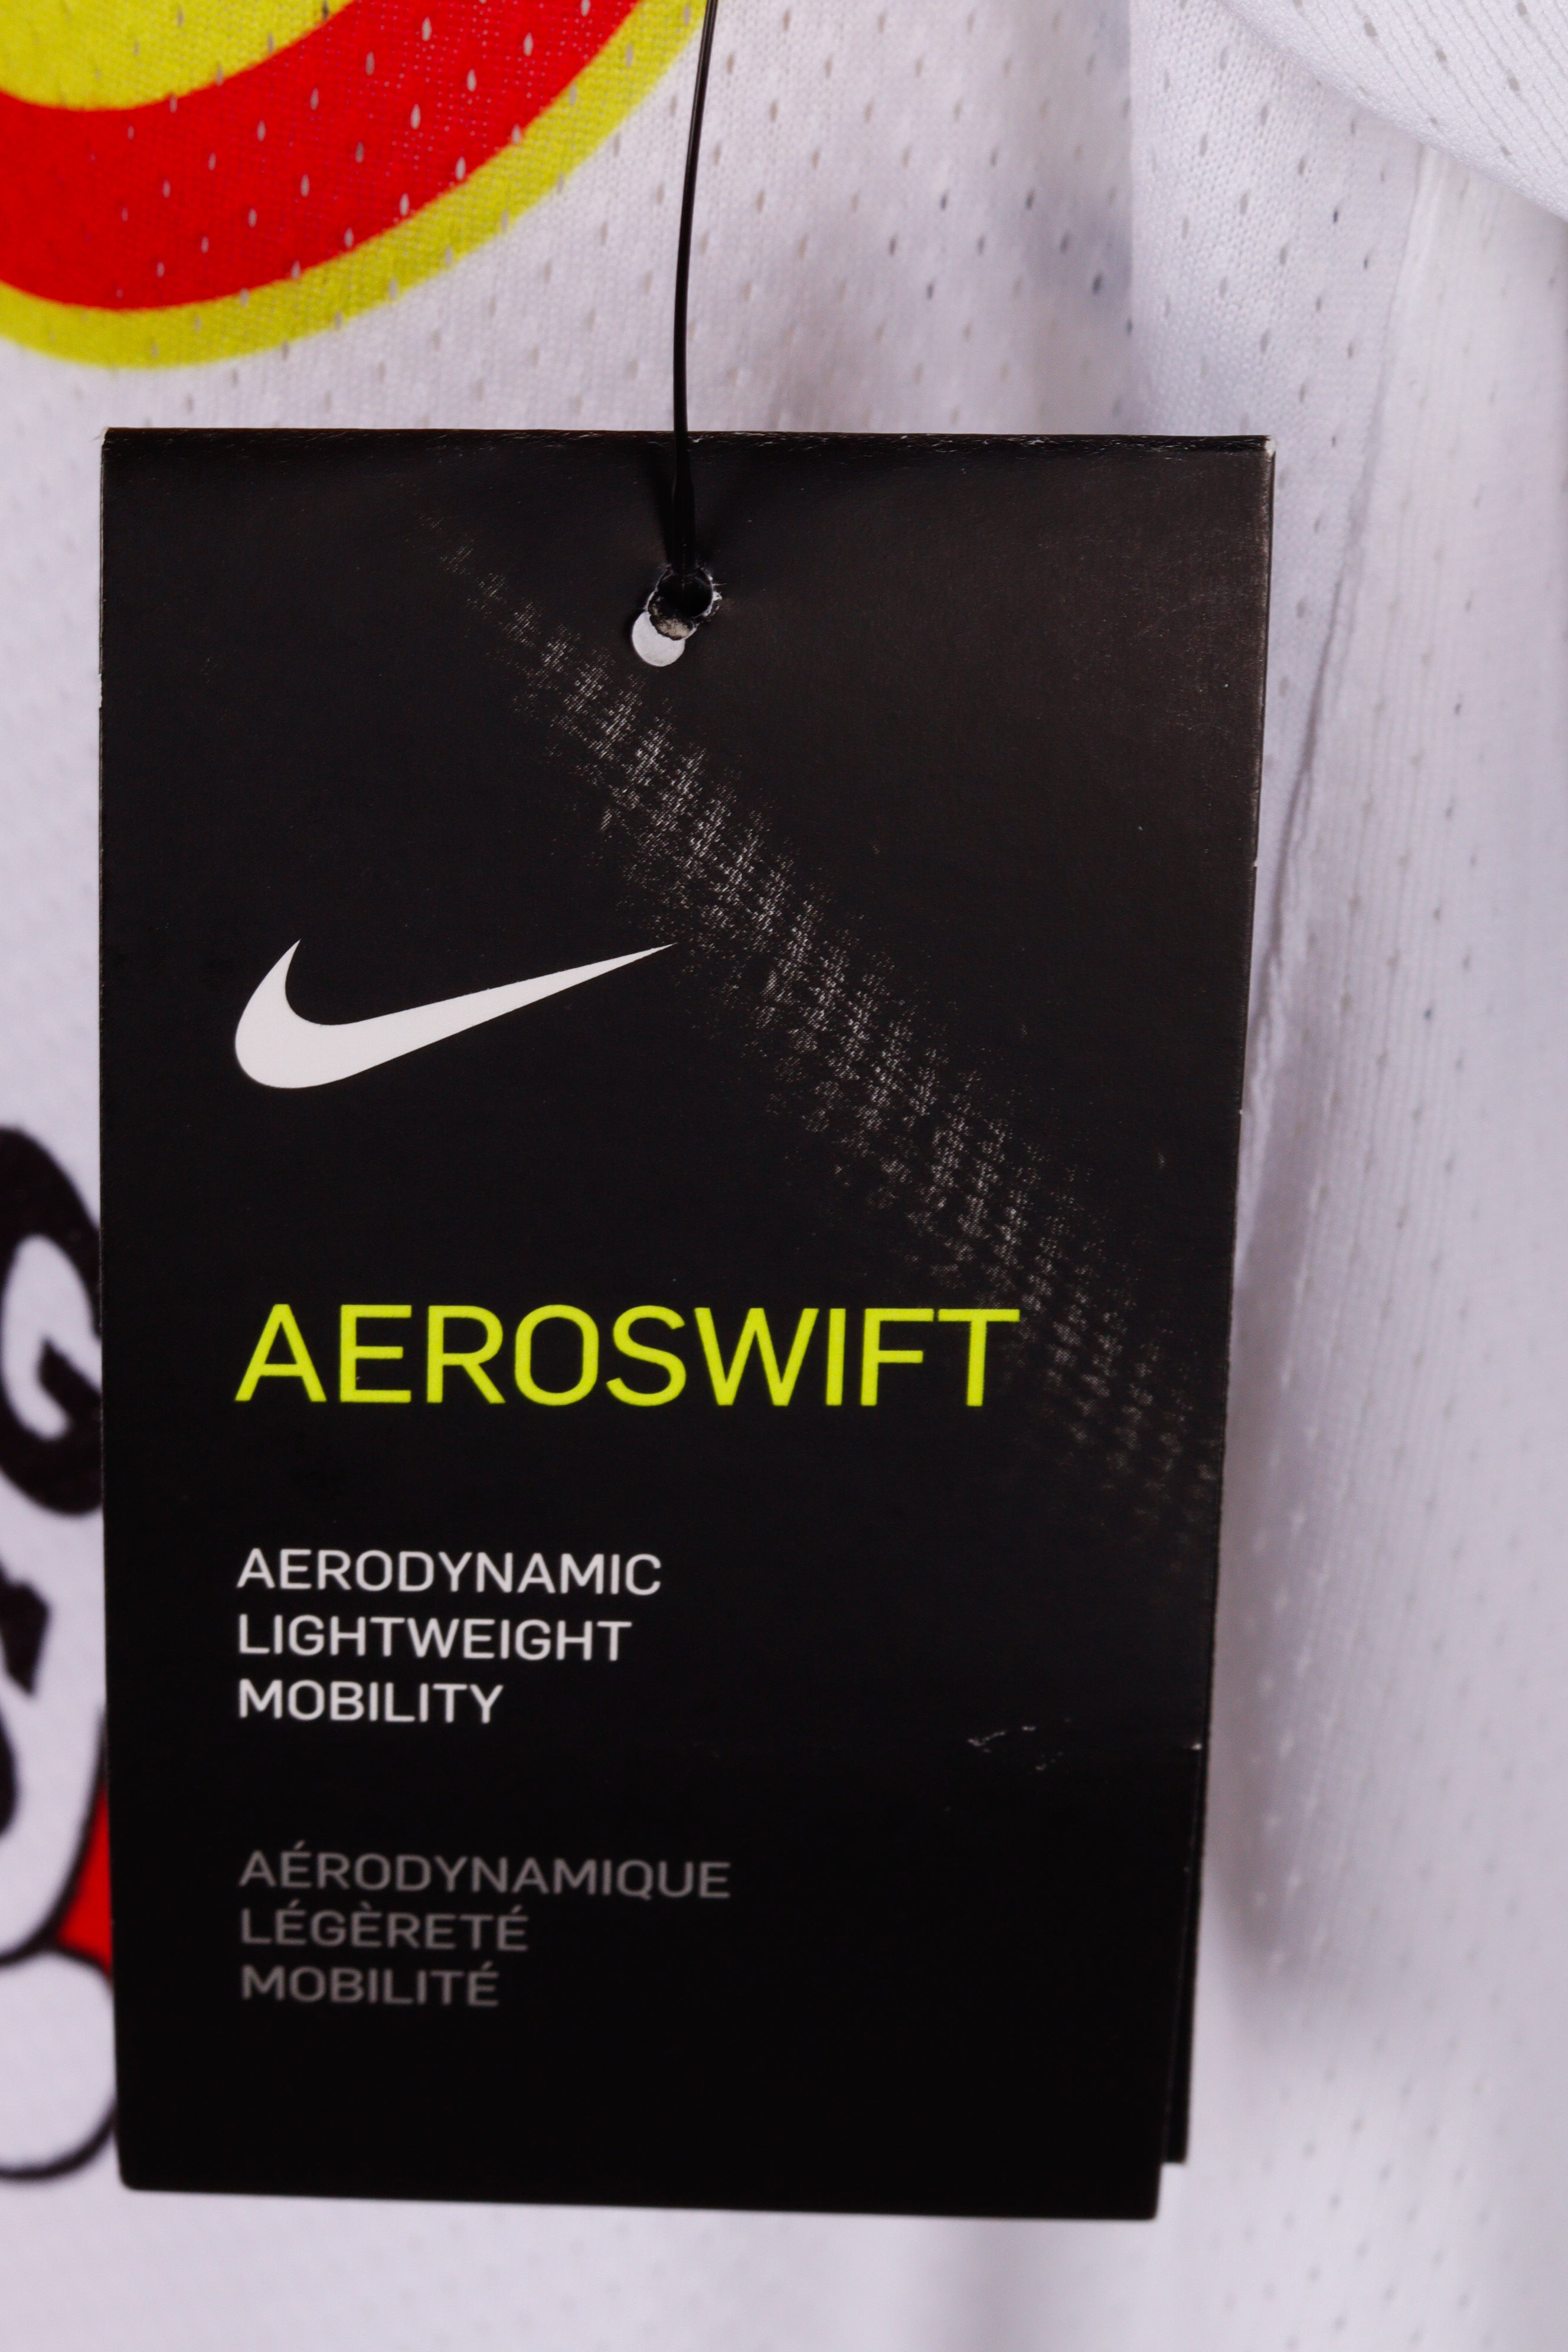 AEROSWIFT
AERODYNAMIC
LIGHTWEIGHT
MOBILITY
AÉRODYNAMIQUE
LÉGÈRETÉ
MOBILITÉ